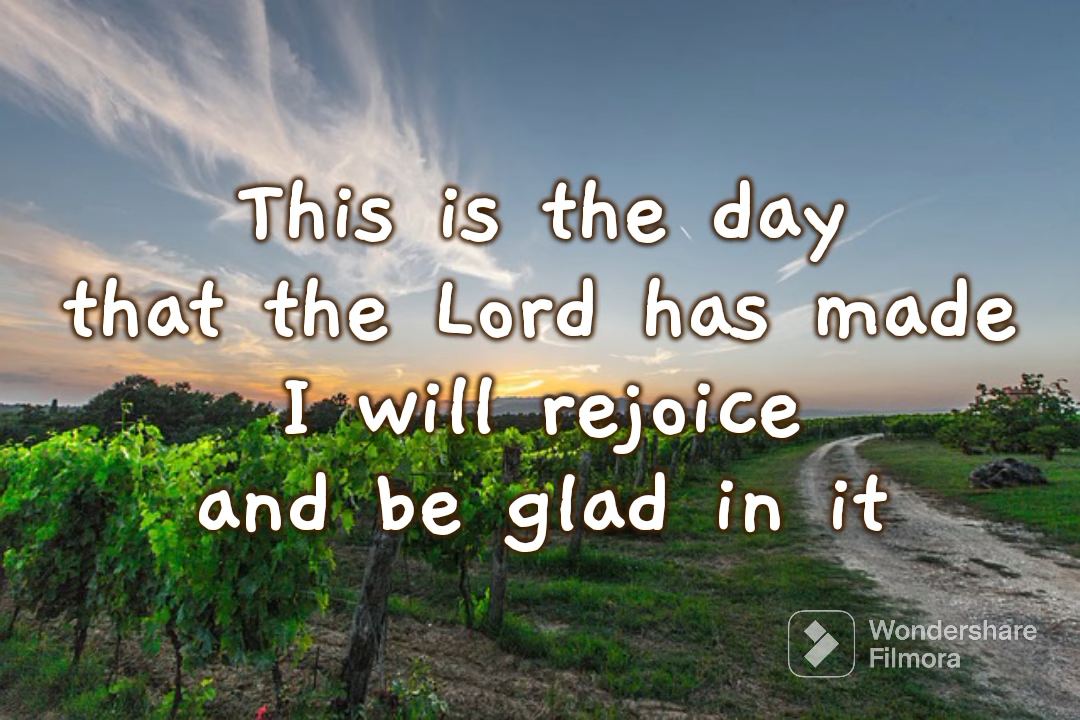 This is the day
that the Lord has made
I will rejoice
and be glad in it
Wondershare
Filmora